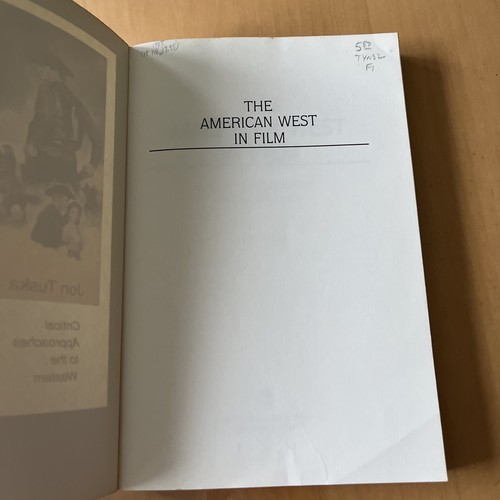 THE
AMERICAN WEST
IN FILM
Jon Tuska
Critical
Approaches
to the
Western